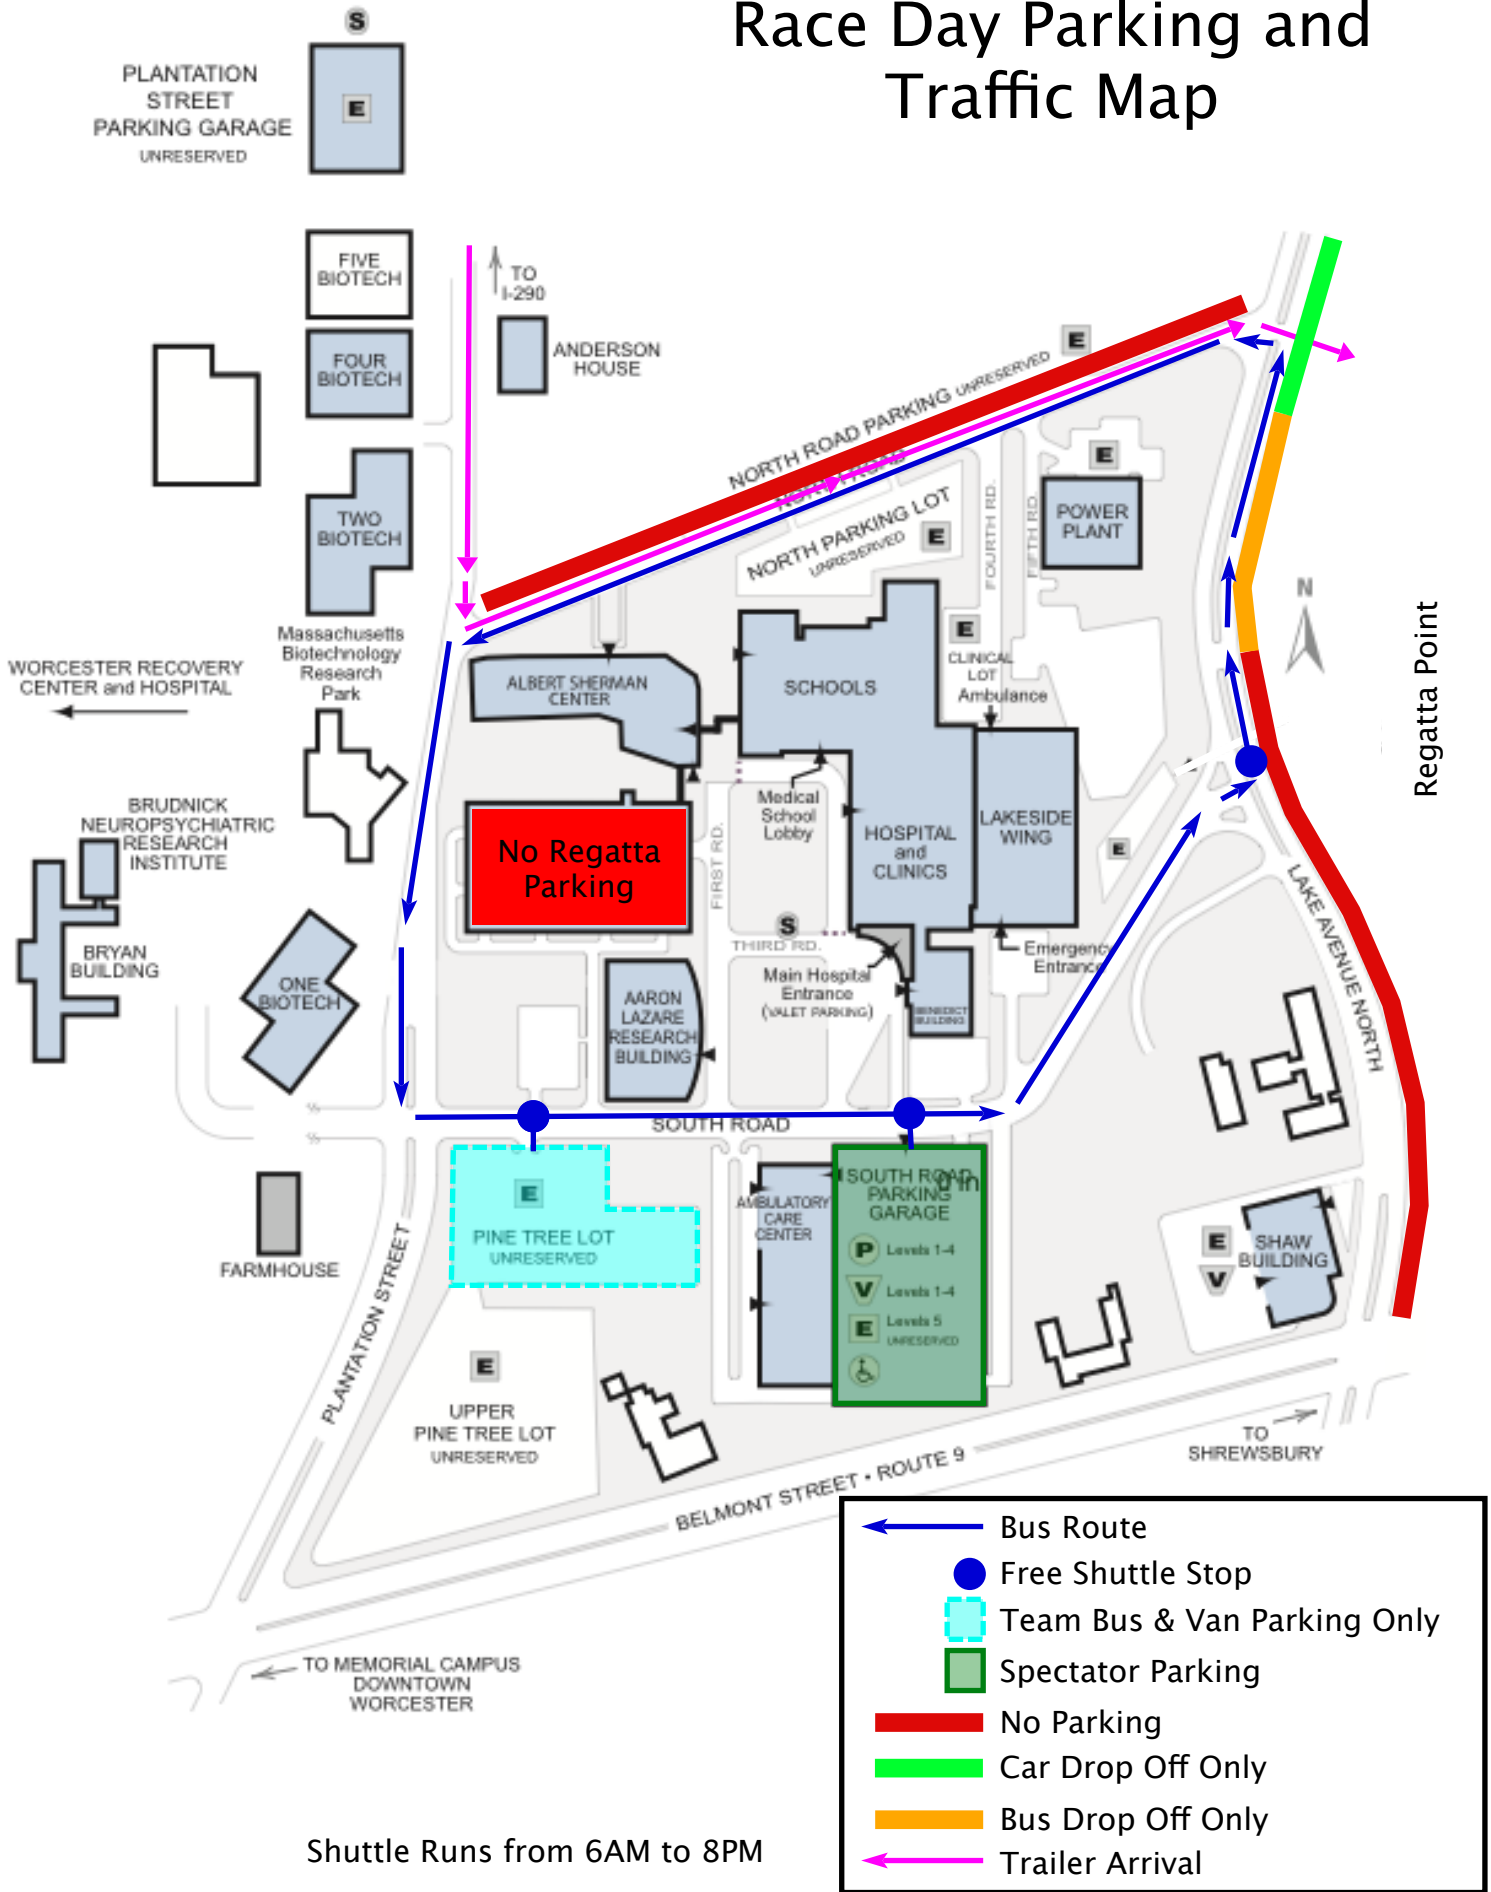 Race Day Parking and
Traffic Map
S
PLANTATION
STREET
PARKING GARAGE
UNRESERVED
E
FIVE
BIOTECH
TO
I-290
FOUR
BIOTECH
ANDERSON
HOUSE
E
NORTH ROAD PARKING UNRESERVED
NORTH ROAD
NORTH PARKING LOT
UNRESERVED
E
FOURTH RD.
FIFTH RD.
E
POWER
PLANT
TWO
BIOTECH
N
Regatta Point
Massachusetts
Biotechnology
Research
Park
WORCESTER RECOVERY
CENTER and HOSPITAL
ALBERT SHERMAN
CENTER
SCHOOLS
E
CLINICAL
LOT
Ambulance
BRUDNICK
NEUROPSYCHIATRIC
RESEARCH
INSTITUTE
No Regatta
Parking
FIRST RD.
Medical
School
Lobby
HOSPITAL
and
CLINICS
LAKESIDE
WING
E
LAKE AVENUE NORTH
BRYAN
BUILDING
ONE
BIOTECH
S
THIRD RD.
Main Hospital
Entrance
(VALET PARKING)
Emergency
Entrance
AARON
LAZARE
RESEARCH
BUILDING
BENEDICT
BUILDING
SOUTH ROAD
FARMHOUSE
PLANTATION STREET
E
PINE TREE LOT
UNRESERVED
AMBULATORY
CARE
CENTER
SOUTH ROAD
0 in
PARKING
GARAGE
P Levels 1-4
V Levels 1-4
E Levels 5
UNRESERVED
E
V
SHAW
BUILDING
E
UPPER
PINE TREE LOT
UNRESERVED
BELMONT STREET • ROUTE 9
TO
SHREWSBURY
TO MEMORIAL CAMPUS
DOWNTOWN
WORCESTER
Bus Route
Free Shuttle Stop
Team Bus & Van Parking Only
Spectator Parking
No Parking
Car Drop Off Only
Bus Drop Off Only
Trailer Arrival
Shuttle Runs from 6AM to 8PM